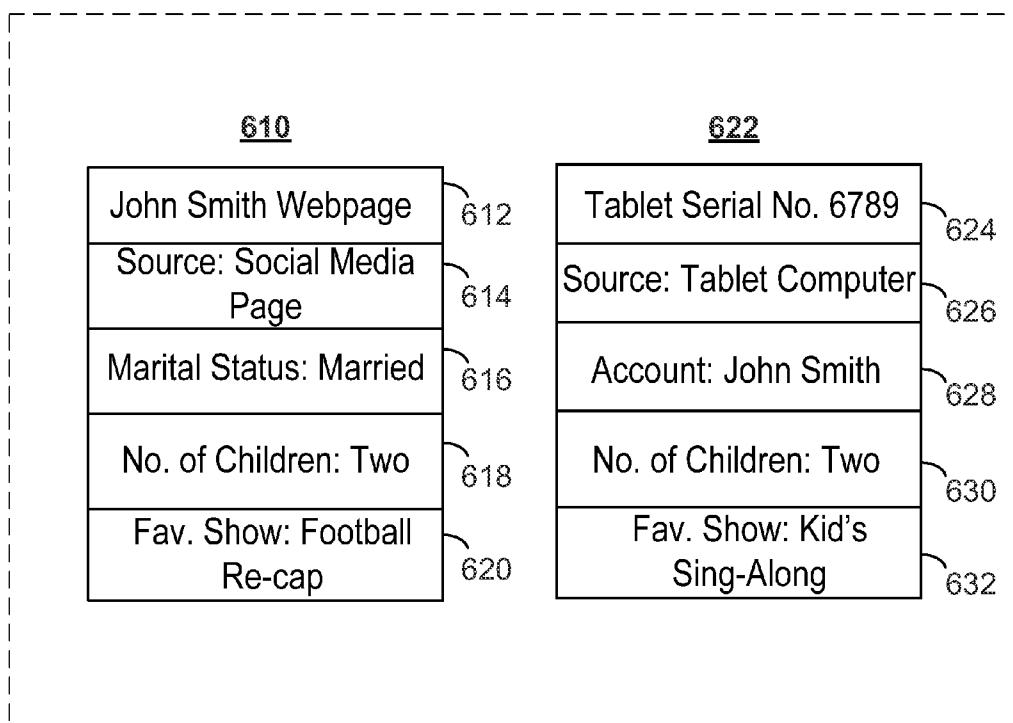 610
John Smith Webpage
612
Source: Social Media
Page
614
Marital Status: Married
616
No. of Children: Two
618
Fav. Show: Football
Re-cap
620
622
Tablet Serial No. 6789
624
Source: Tablet Computer
626
Account: John Smith
628
No. of Children: Two
630
Fav. Show: Kid's
Sing-Along
632